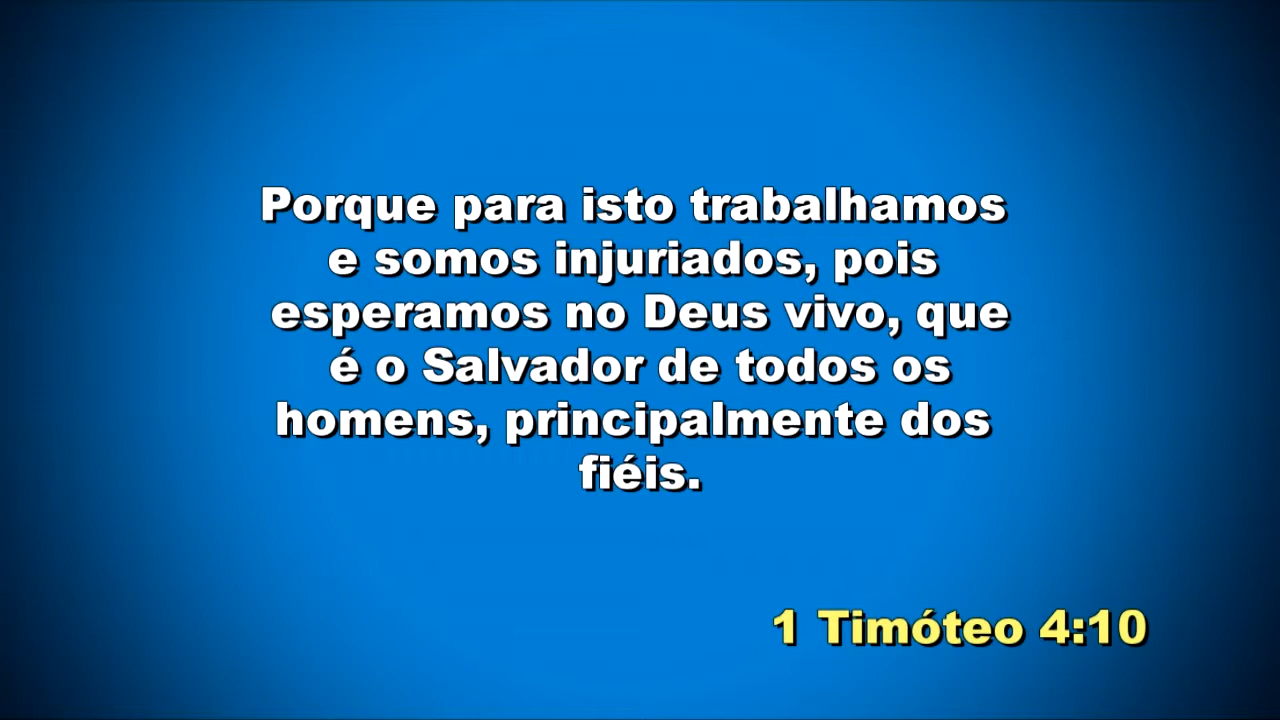 Porque para isto trabalhamos
e somos injuriados, pois
esperamos no Deus vivo, que
é o Salvador de todos os
homens, principalmente dos
fiéis.
1 Timóteo 4:10